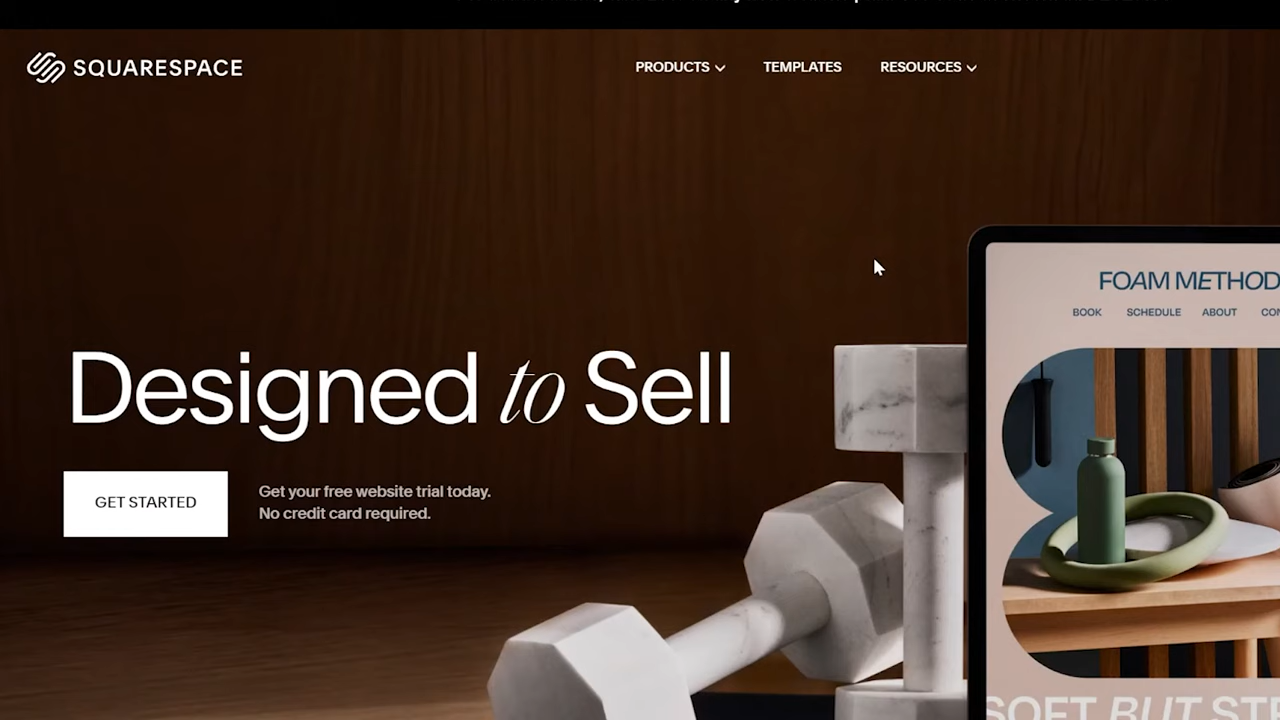 SQUARESPACE
PRODUCTS TEMPLATES RESOURCES
FOAM METHOD
BOOK SCHEDULE ABOUT
Designed to Sell
GET STARTED
Get your free website trial today.
No credit card required.
SOFT BUT